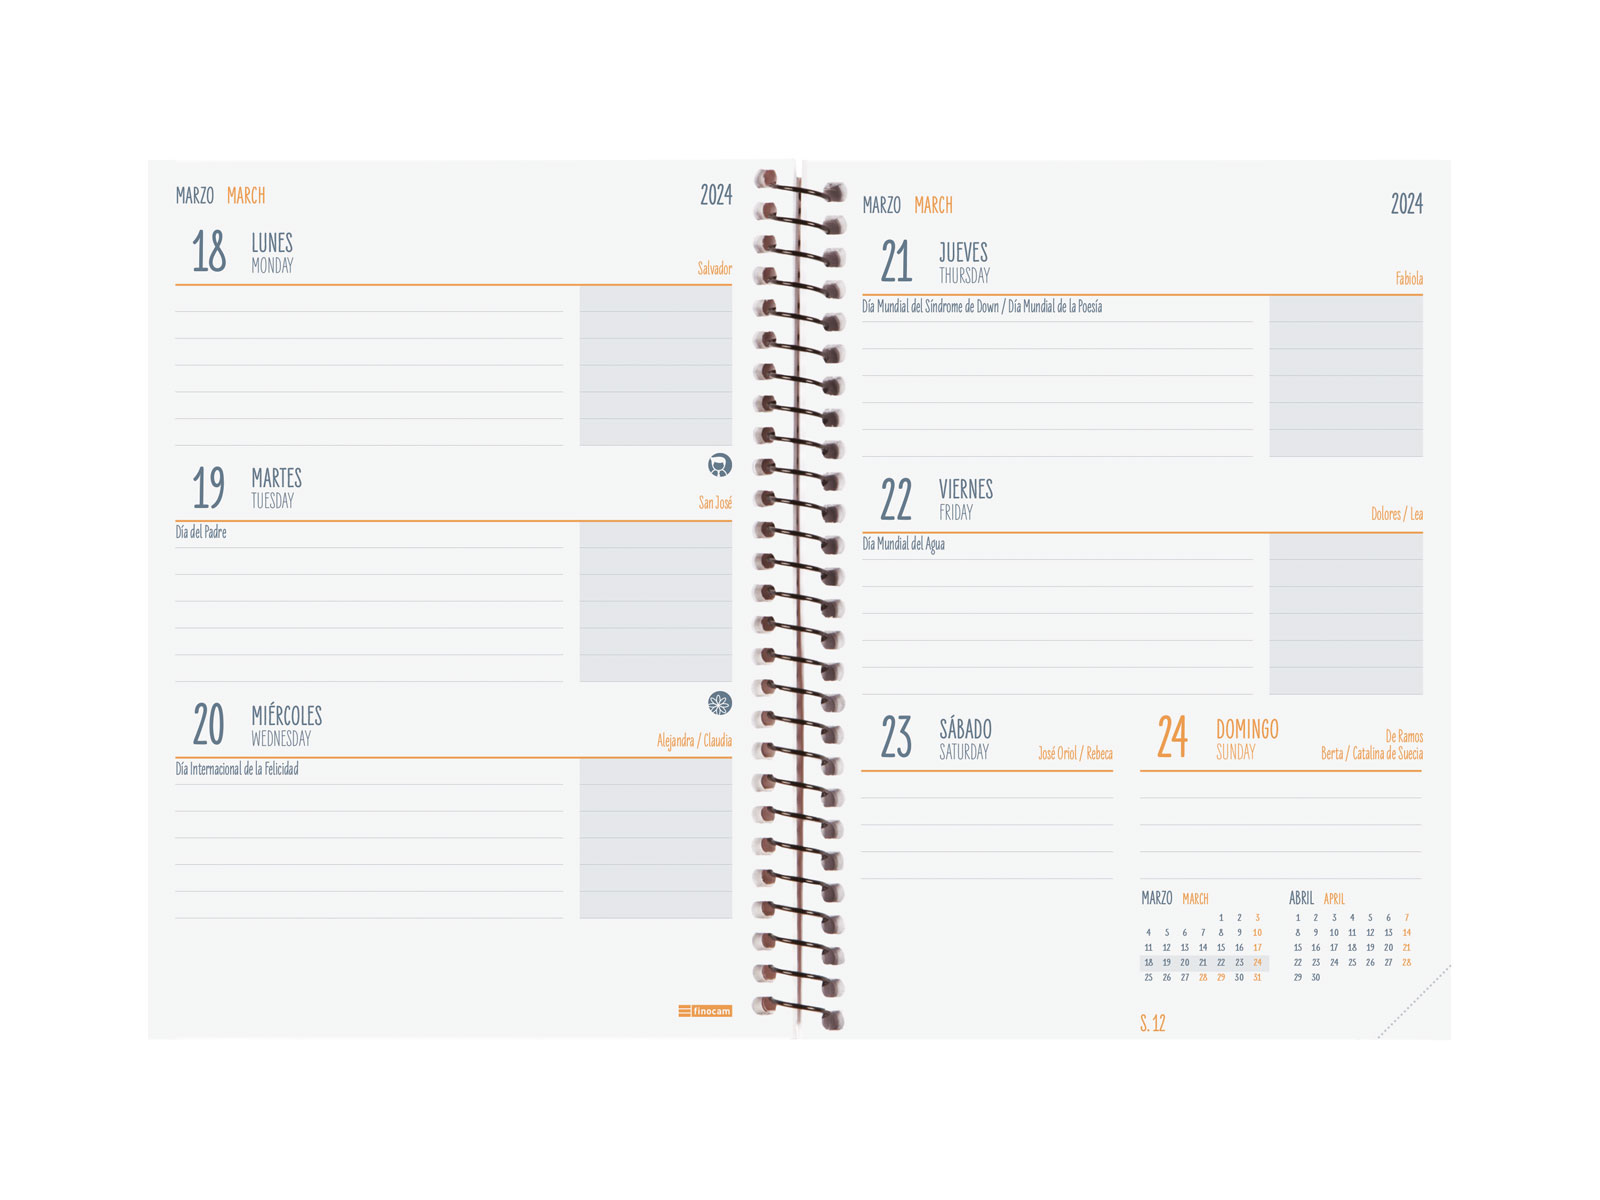 MARZO MARCH 2024
18 LUNES
MONDAY
Salvador
19 MARTES
TUESDAY
San José
Día del Padre
20 MIÉRCOLES
WEDNESDAY
Alejandra / Claudia
Día Internacional de la Felicidad
finocam
MARZO MARCH 2024
21 JUEVES
THURSDAY
Fabiola
Día Mundial del Síndrome de Down / Día Mundial de la Poesía
22 VIERNES
FRIDAY
Dolores / Lea
Día Mundial del Agua
23 SÁBADO
SATURDAY
José Oriol / Rebeca
24 DOMINGO
SUNDAY
De Ramos
Berta / Catalina de Suecia
MARZO MARCH
1 2 3
4 5 6 7 8 9 10
11 12 13 14 15 16 17
18 19 20 21 22 23 24
25 26 27 28 29 30 31
ABRIL APRIL
1 2 3 4 5 6 7
8 9 10 11 12 13 14
15 16 17 18 19 20 21
22 23 24 25 26 27 28
29 30
S. 12